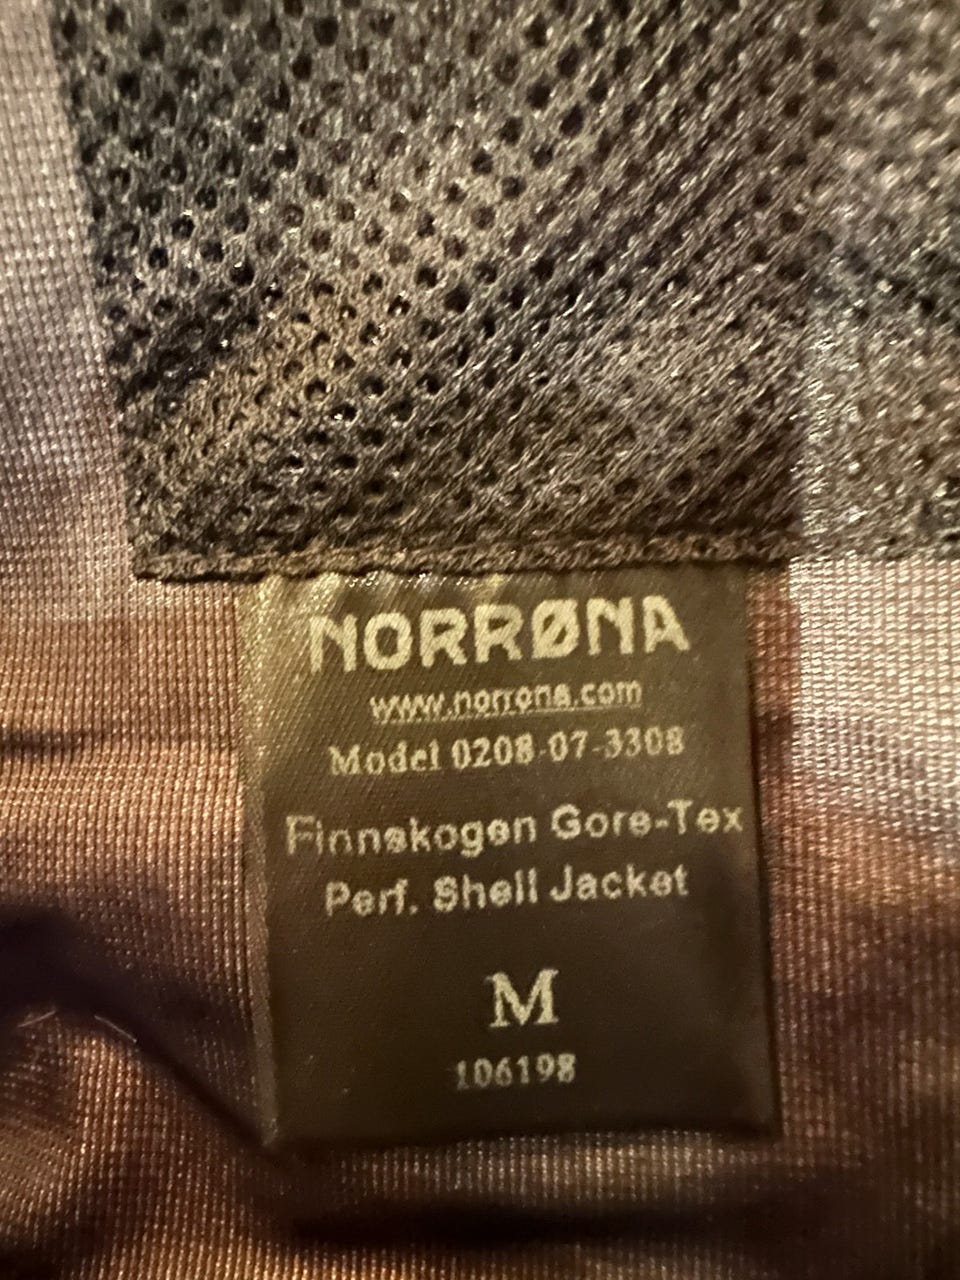 NORRØNA
www.norrona.com
Model 0208-07-3308
Finnskogen Gore-Tex
Perf. Shell Jacket
M
106198